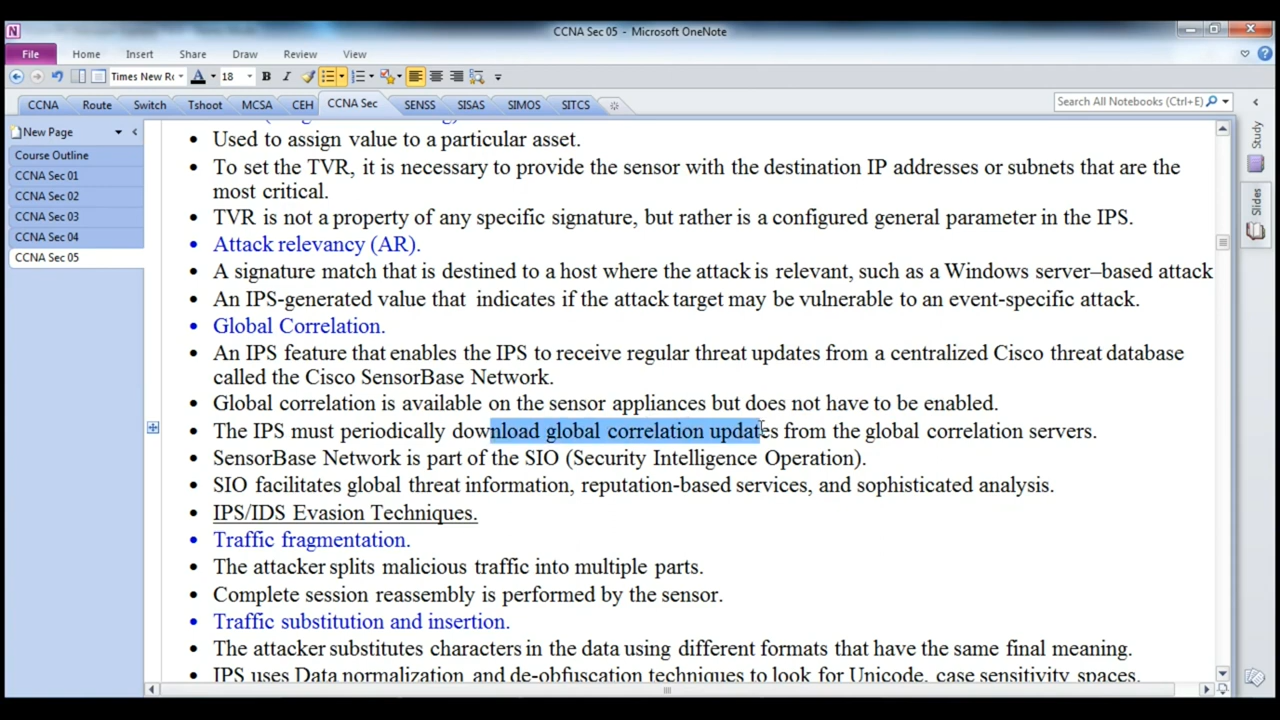 CCNA Sec 05 - Microsoft OneNote
File Home Insert Share Draw Review View
Times New Rc 18 B I
CCNA Route Switch Tshoot MCSA CEH CCNA Sec SENSS SISAS SIMOS SITCS
Search All Notebooks (Ctrl+E)
New Page
Course Outline
CCNA Sec 01
CCNA Sec 02
CCNA Sec 03
CCNA Sec 04
CCNA Sec 05
Study
Slides
• Used to assign value to a particular asset.
• To set the TVR, it is necessary to provide the sensor with the destination IP addresses or subnets that are the
most critical.
• TVR is not a property of any specific signature, but rather is a configured general parameter in the IPS.
• Attack relevancy (AR).
• A signature match that is destined to a host where the attack is relevant, such as a Windows server–based attack
• An IPS-generated value that indicates if the attack target may be vulnerable to an event-specific attack.
• Global Correlation.
• An IPS feature that enables the IPS to receive regular threat updates from a centralized Cisco threat database
called the Cisco SensorBase Network.
• Global correlation is available on the sensor appliances but does not have to be enabled.
• The IPS must periodically download global correlation updates from the global correlation servers.
• SensorBase Network is part of the SIO (Security Intelligence Operation).
• SIO facilitates global threat information, reputation-based services, and sophisticated analysis.
• IPS/IDS Evasion Techniques.
• Traffic fragmentation.
• The attacker splits malicious traffic into multiple parts.
• Complete session reassembly is performed by the sensor.
• Traffic substitution and insertion.
• The attacker substitutes characters in the data using different formats that have the same final meaning.
• IPS uses Data normalization and de-obfuscation techniques to look for Unicode, case sensitivity spaces.